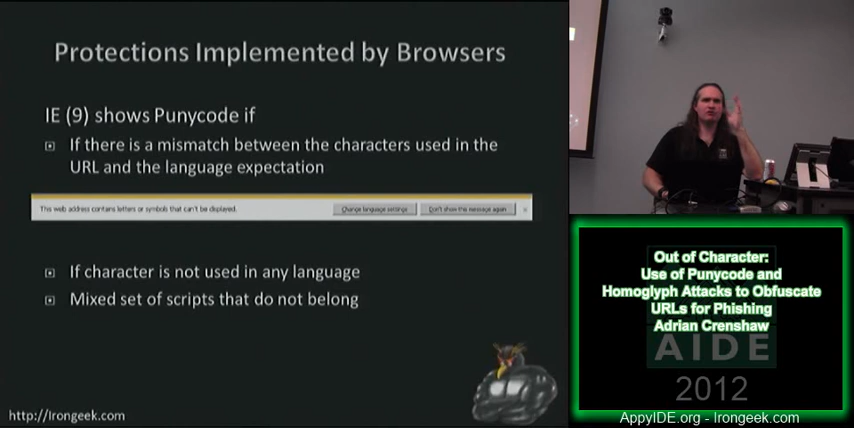 Protections Implemented by Browsers
IE (9) shows Punycode if
If there is a mismatch between the characters used in the
URL and the language expectation
This web address contains letters or symbols that can't be displayed.
Change language settings
Don't show this message again
×
If character is not used in any language
Mixed set of scripts that do not belong
http://Irongeek.com
Out of Character:
Use of Punycode and
Homoglyph Attacks to Obfuscate
URLs for Phishing
Adrian Crenshaw
AIDE
2012
AppyIDE.org - Irongeek.com